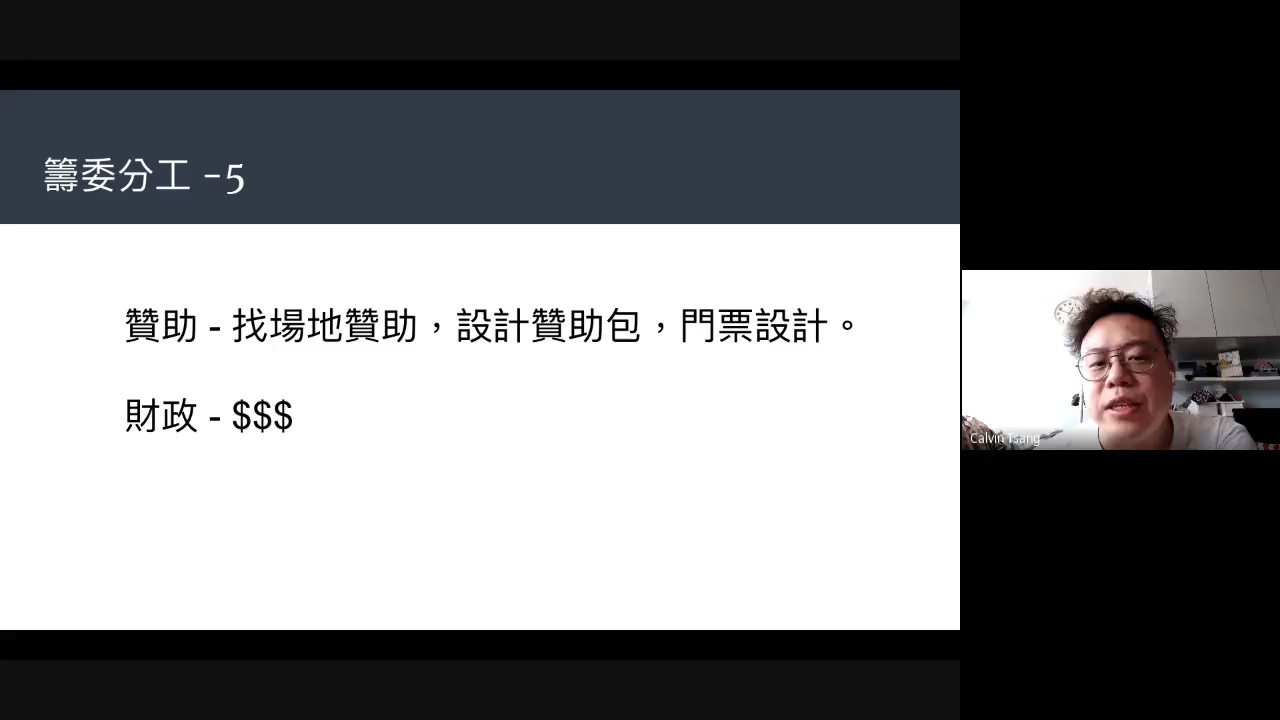 籌委分工 -5
贊助 - 找場地贊助，設計贊助包，門票設計。
財政 - $$$
Calvin Tsang